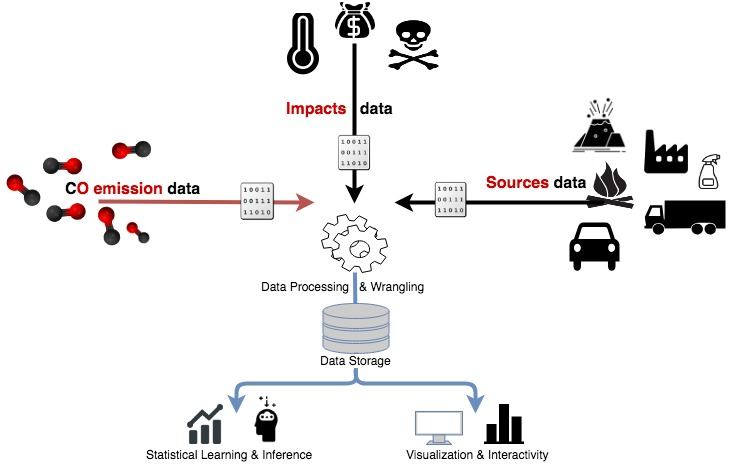 $
Impacts data
10011
00111
11010
CO emission data
10011
00111
11010
Sources data
10011
00111
11010
Data Processing & Wrangling
Data Storage
Statistical Learning & Inference
Visualization & Interactivity